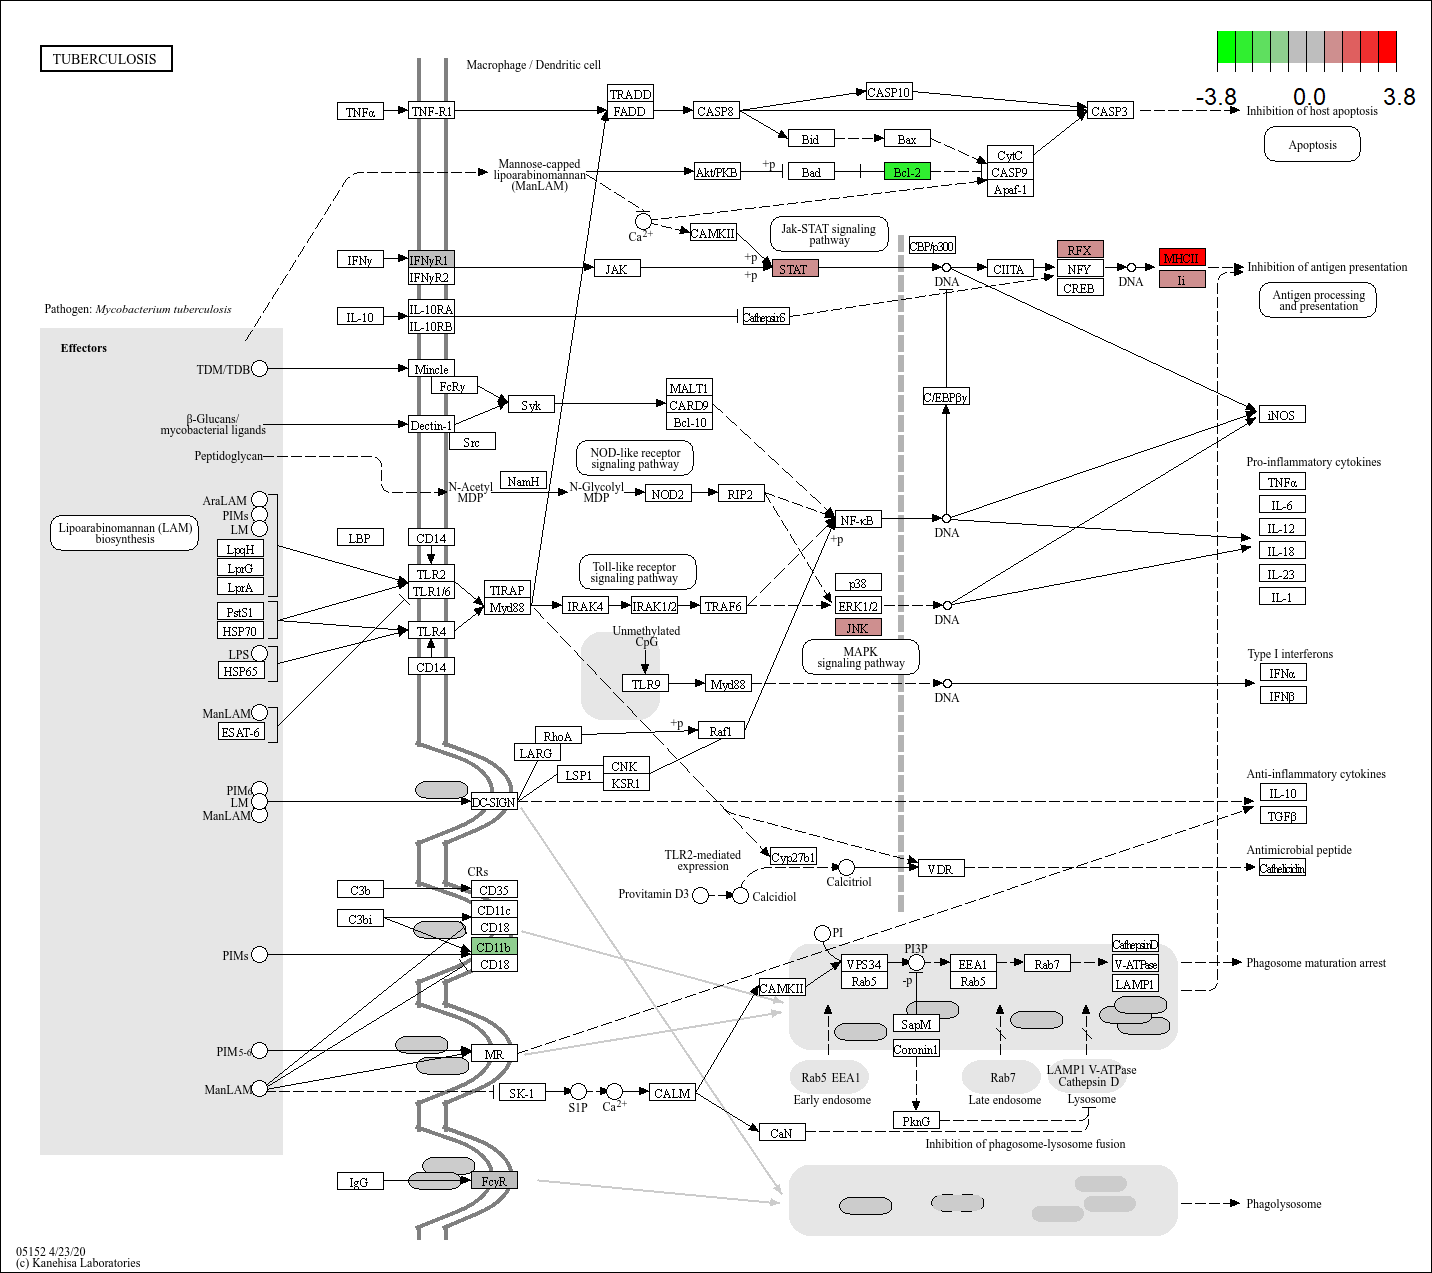 TUBERCULOSIS
Macrophage / Dendritic cell
-3.8 0.0 3.8
TNFα
TNF-R1
TRADD
FADD
CASP8
CASP10
CASP3
Inhibition of host apoptosis
Apoptosis
Bid
Bax
CytC
CASP9
Apaf-1
Mannose-capped
lipoarabinomannan
(ManLAM)
Akt/PKB
+p
Bad
Bcl-2
Ca2+
CAMKII
Jak-STAT signaling
pathway
IFNγ
IFNγR1
IFNγR2
JAK
+p
+p
STAT
CBP/p300
DNA
CIITA
RFX
NFY
CREB
DNA
MHCII
Ii
Inhibition of antigen presentation
Antigen processing
and presentation
Pathogen: Mycobacterium tuberculosis
IL-10
IL-10RA
IL-10RB
CathepsinS
Effectors
TDM/TDB
Mincle
FcRγ
Syk
MALT1
CARD9
Bcl-10
C/EBPβγ
iNOS
β-Glucans/
mycobacterial ligands
Dectin-1
Src
Peptidoglycan
N-Acetyl
MDP
NamH
N-Glycolyl
MDP
NOD-like receptor
signaling pathway
NOD2
RIP2
NF-κB
+p
DNA
Pro-inflammatory cytokines
TNFα
IL-6
IL-12
IL-18
IL-23
IL-1
AraLAM
PIMs
LM
Lipoarabinomannan (LAM)
biosynthesis
LpqH
LprG
LprA
LBP
CD14
TLR2
TLR1/6
TIRAP
Myd88
Toll-like receptor
signaling pathway
IRAK4
IRAK1/2
TRAF6
p38
ERK1/2
JNK
DNA
MAPK
signaling pathway
PstS1
HSP70
TLR4
CD14
LPS
HSP65
Unmethylated
CpG
TLR9
Myd88
DNA
Type I interferons
IFNα
IFNβ
ManLAM
ESAT-6
RhoA
LARG
+p
Raf1
LSP1
CNK
KSR1
PIM6
LM
ManLAM
DC-SIGN
Anti-inflammatory cytokines
IL-10
TGFβ
TLR2-mediated
expression
Cyp27b1
Calcitriol
VDR
Provitamin D3
Calcidiol
Antimicrobial peptide
Cathelicidin
CRs
C3b
CD35
C3bi
CD11c
CD18
CD11b
CD18
PIMs
PI
VPS34
Rab5
PI3P
-p
EEA1
Rab5
Rab7
CathepsinD
V-ATPase
LAMP1
Phagosome maturation arrest
CAMKII
SapM
Coronin1
PIM5-6
MR
ManLAM
SK-1
S1P
Ca2+
CALM
CaN
Rab5 EEA1
Early endosome
Rab7
Late endosome
LAMP1 V-ATPase
Cathepsin D
Lysosome
PknG
Inhibition of phagosome-lysosome fusion
IgG
FcγR
Phagolysosome
05152 4/23/20
(c) Kanehisa Laboratories